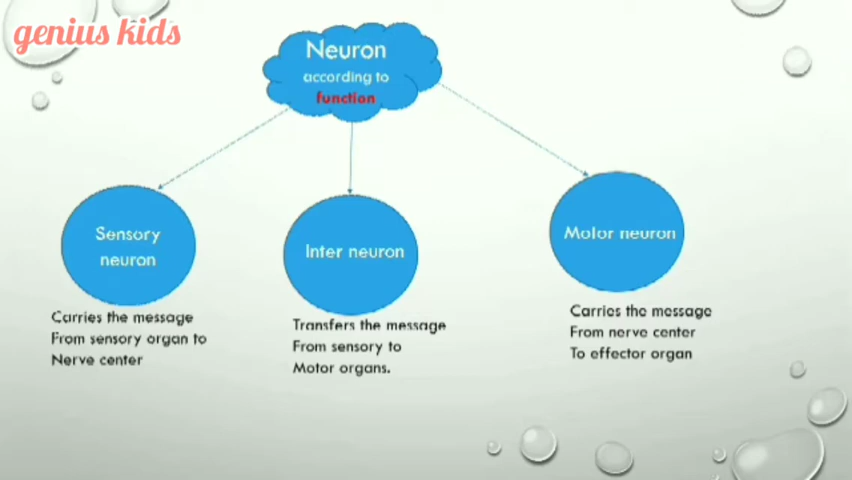 genius kids
Neuron
according to
function
Sensory
neuron
Carries the message
From sensory organ to
Nerve center
Inter neuron
Transfers the message
From sensory to
Motor organs.
Motor neuron
Carries the message
From nerve center
To effector organ